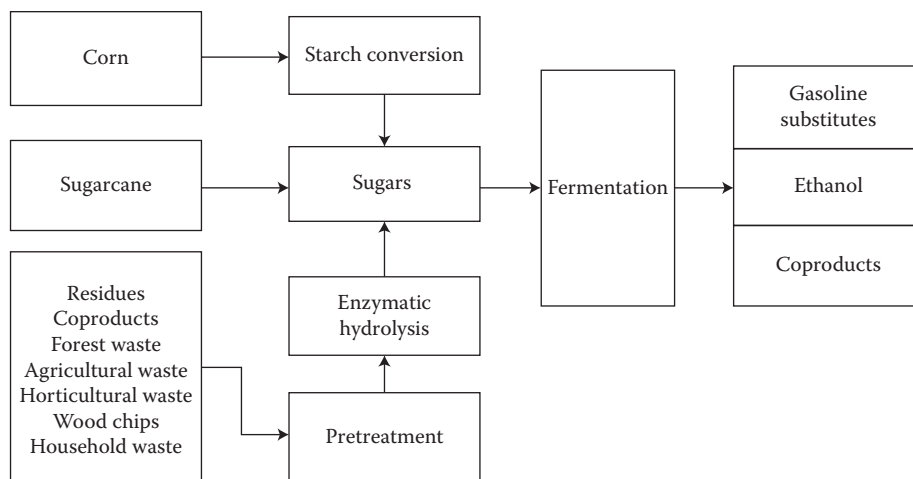 Corn
Starch conversion
Gasoline
substitutes
Sugarcane
Sugars
Fermentation
Ethanol
Coproducts
Residues
Coproducts
Forest waste
Agricultural waste
Horticultural waste
Wood chips
Household waste
Enzymatic
hydrolysis
Pretreatment